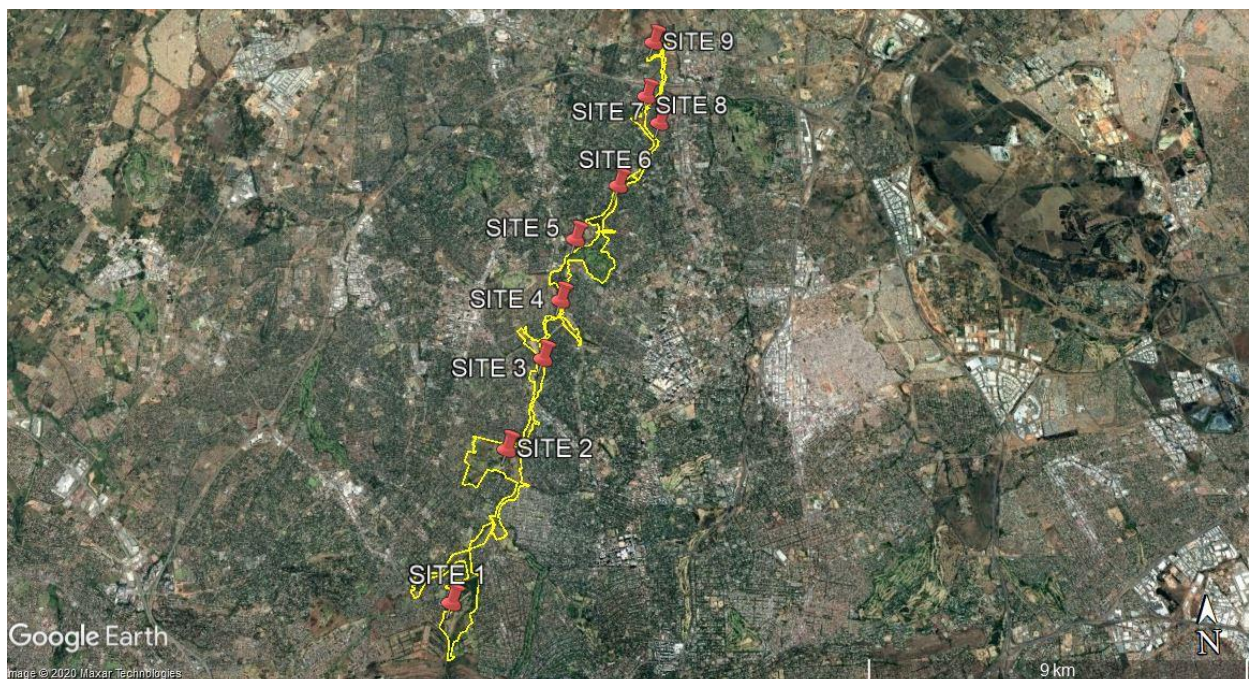 SITE 9
SITE 7
SITE 8
SITE 6
SITE 5
SITE 4
SITE 3
SITE 2
SITE 1
Google Earth
N
Image © 2020 Maxar Technologies
9 km